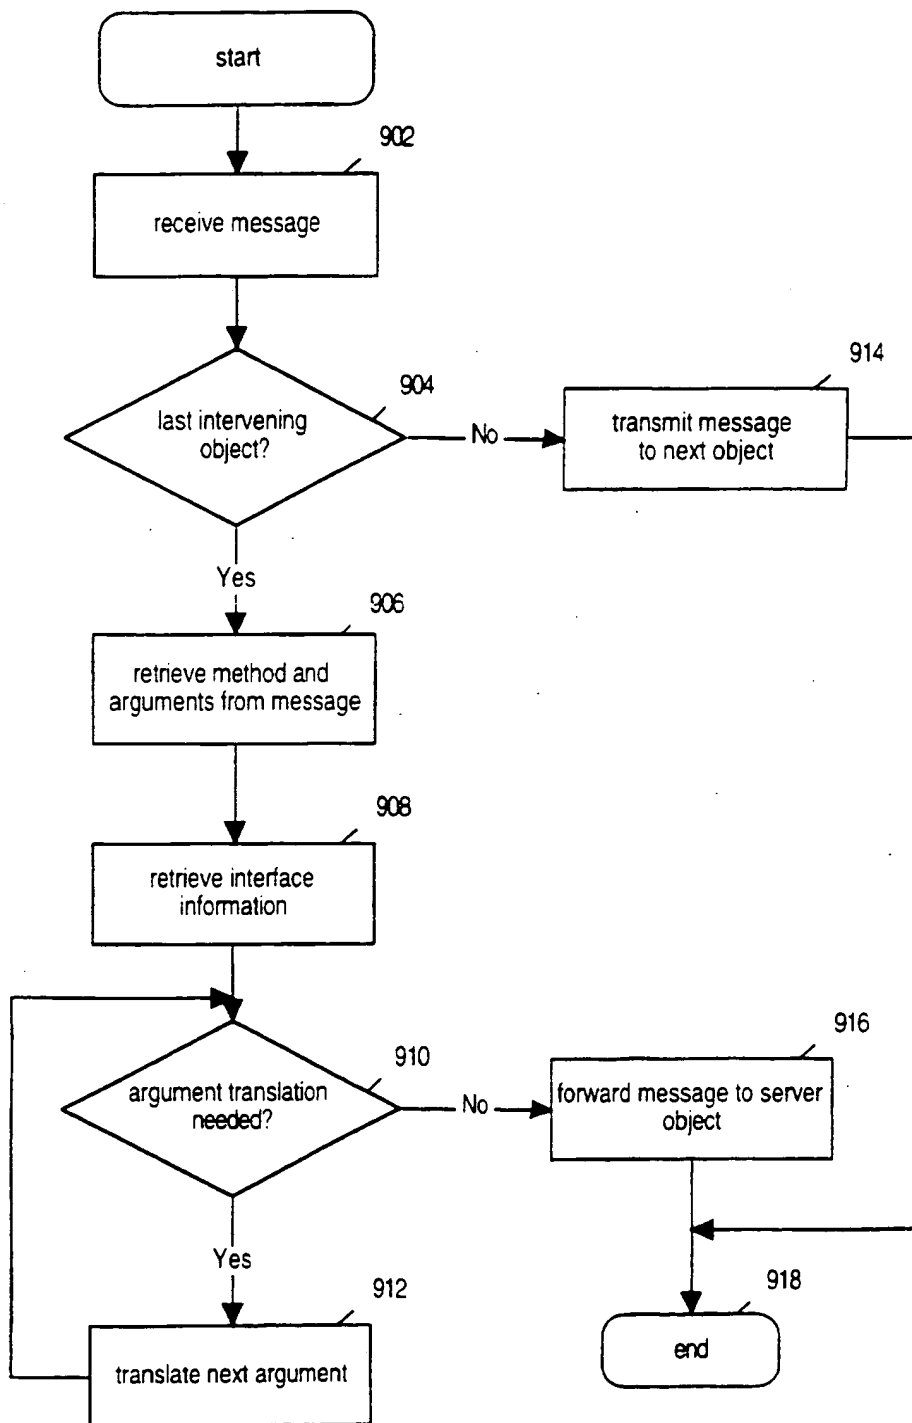 start
902
receive message
904
last intervening
object?
No
914
transmit message
to next object
Yes
906
retrieve method and
arguments from message
908
retrieve interface
information
910
argument translation
needed?
No
916
forward message to server
object
Yes
912
translate next argument
918
end